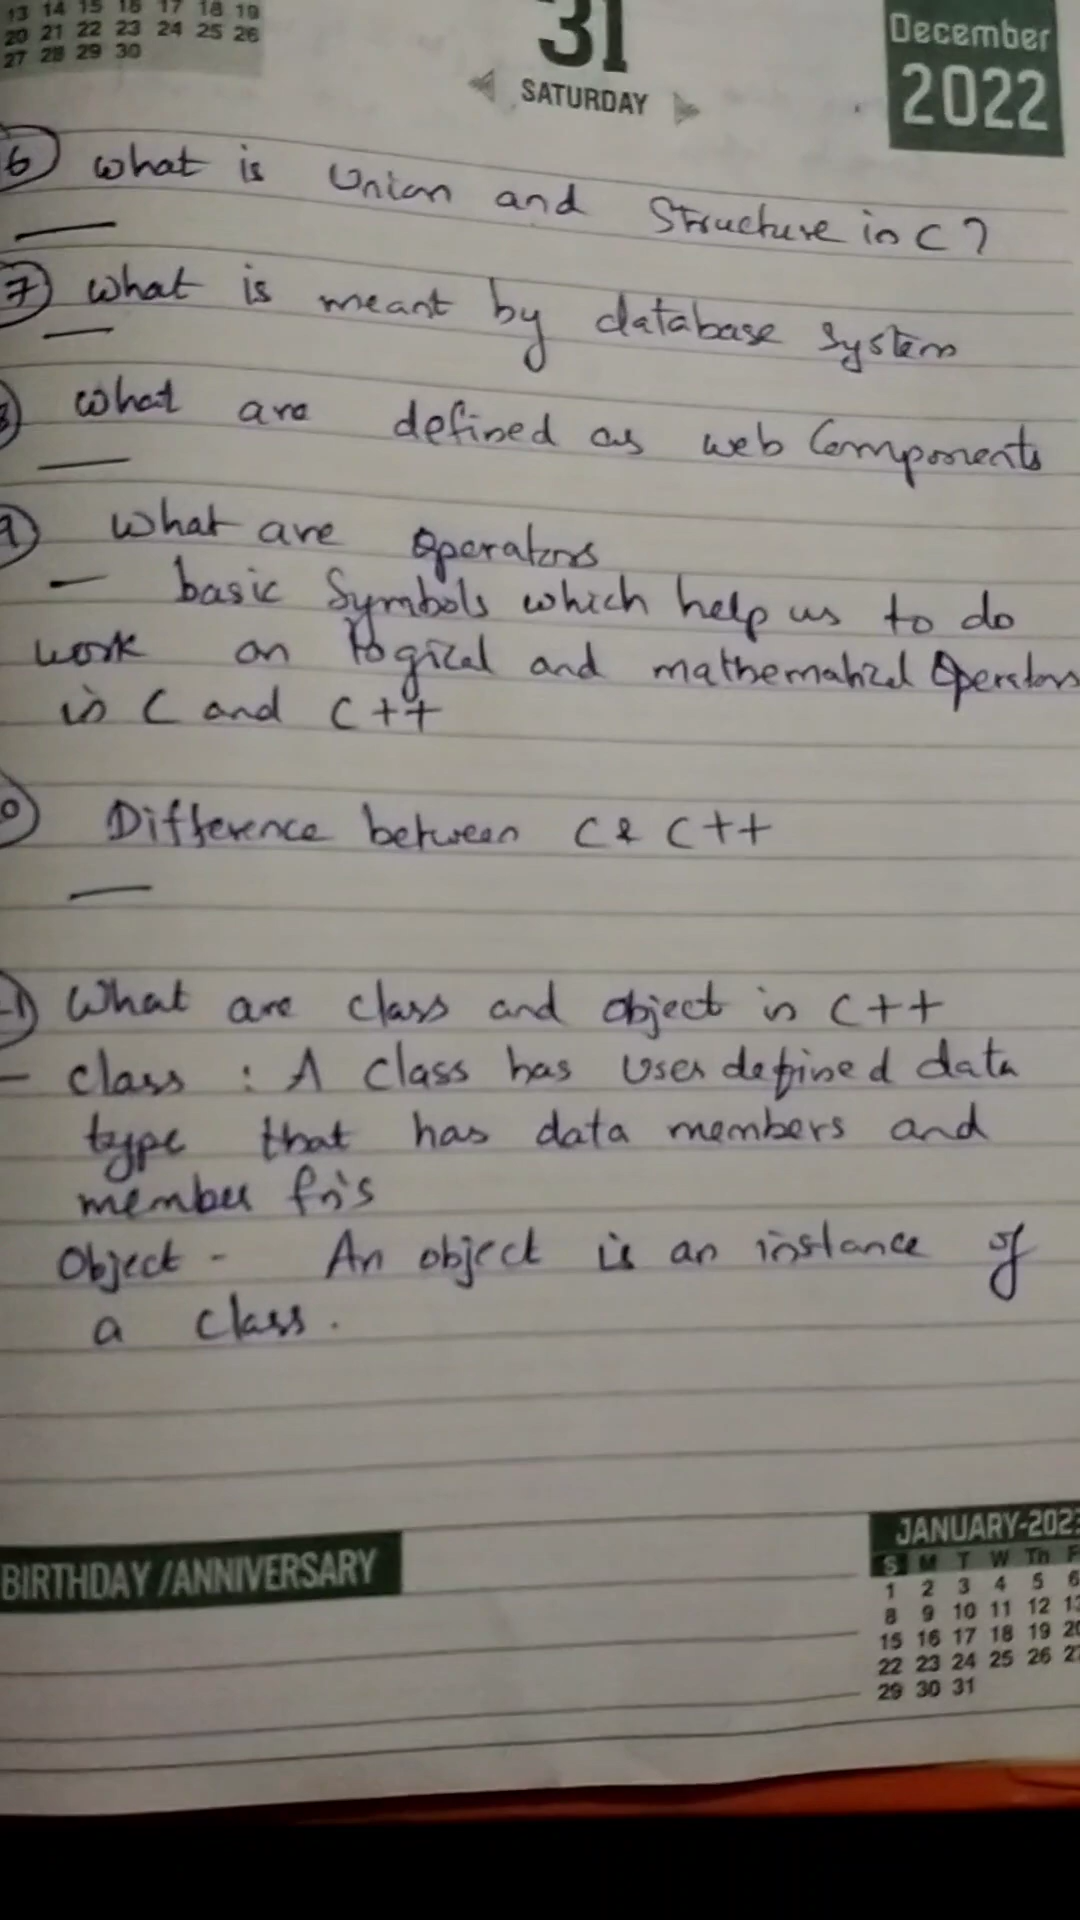 13 14 15 16 17 18 19
20 21 22 23 24 25 26
27 28 29 30
31
SATURDAY
December
2022
6) What is Union and Structure in C?
7) What is meant by database System
What are defined as web Components
9) What are Operators
— basic Symbols which help us to do
work on logical and mathematical Operators
in C and C++
Difference between C & C++
—
What are class and object in C++
— class : A class has User defined data
type that has data members and
member fn's
Object - An object is an instance of
a class.
BIRTHDAY /ANNIVERSARY
JANUARY-202
S M T W Th F
1 2 3 4 5 6
8 9 10 11 12 13
15 16 17 18 19 20
22 23 24 25 26 27
29 30 31